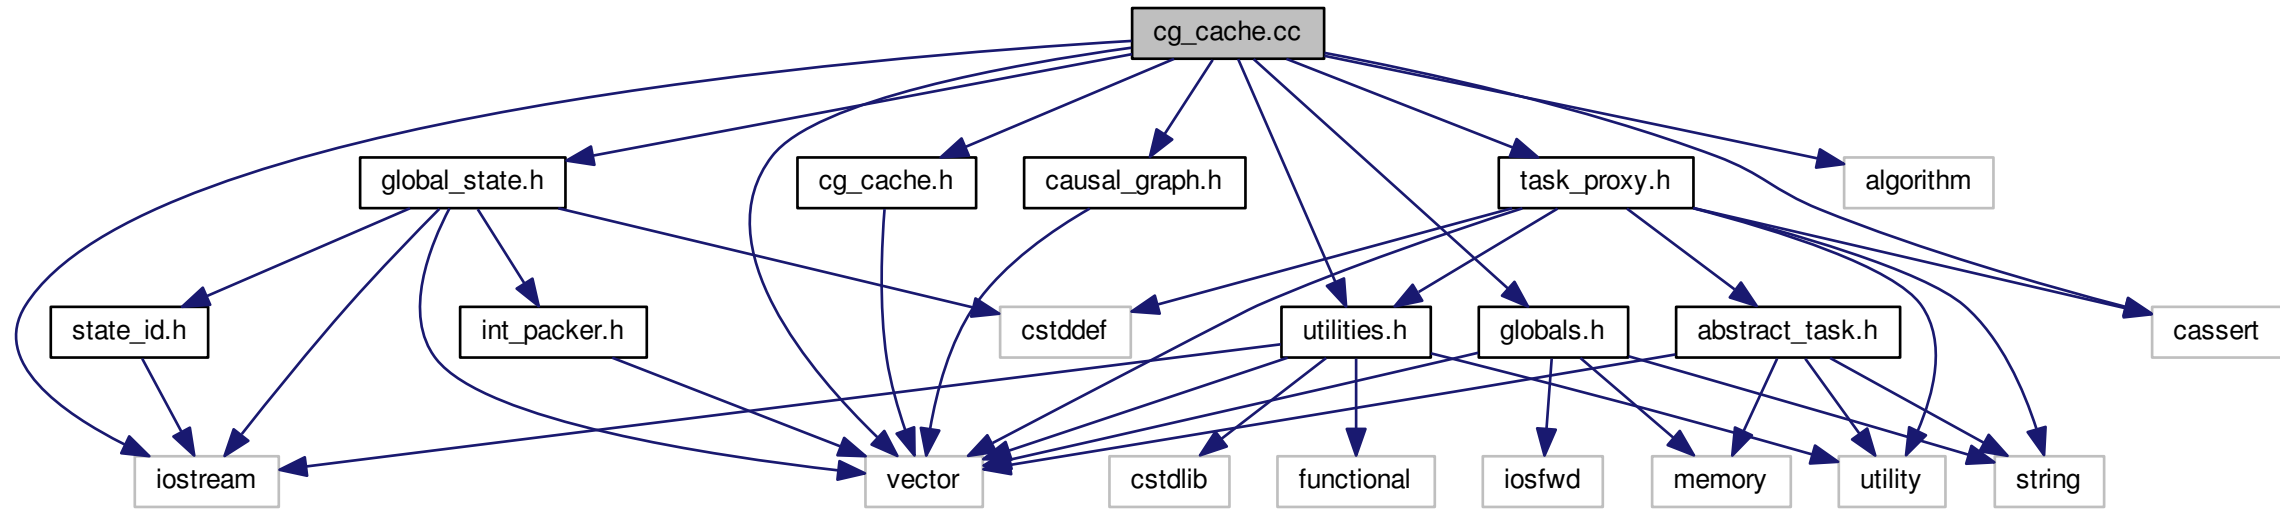 cg_cache.cc
global_state.h
cg_cache.h
causal_graph.h
task_proxy.h
algorithm
state_id.h
int_packer.h
cstddef
utilities.h
globals.h
abstract_task.h
cassert
iostream
vector
cstdlib
functional
iosfwd
memory
utility
string